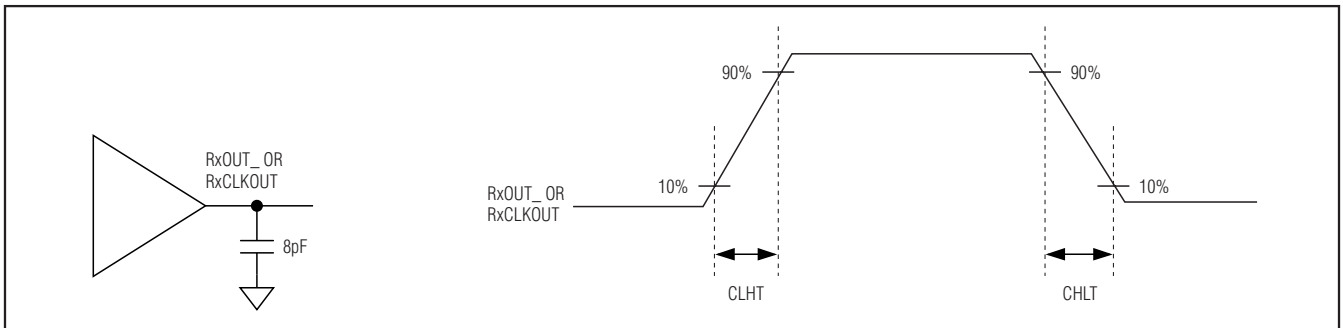 RxOUT_ OR
RxCLKOUT
8pF
RxOUT_ OR
RxCLKOUT
90%
90%
10%
10%
CLHT
CHLT